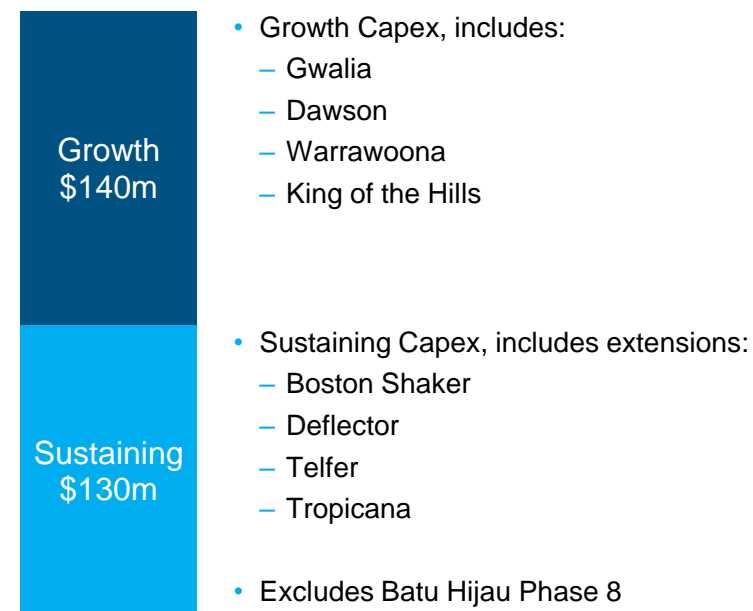 Growth
$140m
• Growth Capex, includes:
– Gwalia
– Dawson
– Warrawoona
– King of the Hills
Sustaining
$130m
• Sustaining Capex, includes extensions:
– Boston Shaker
– Deflector
– Telfer
– Tropicana
• Excludes Batu Hijau Phase 8